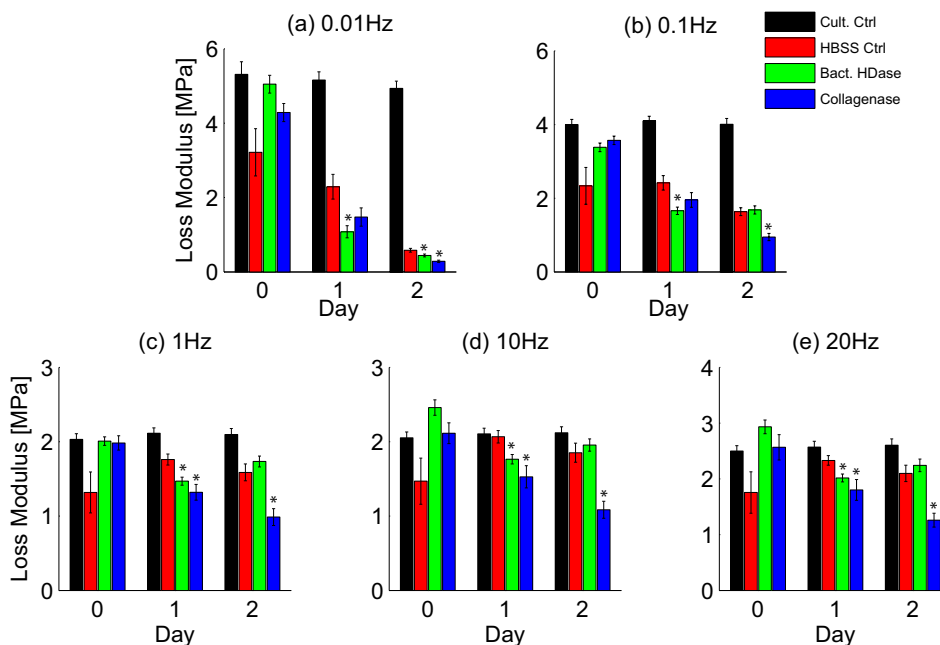 (a) 0.01Hz
Loss Modulus [MPa]
6
4
2
0
*
*
*
0 1 2
Day
(b) 0.1Hz
6
4
2
0
*
*
0 1 2
Day
Cult. Ctrl
HBSS Ctrl
Bact. HDase
Collagenase
(c) 1Hz
Loss Modulus [MPa]
3
2
1
0
* *
*
0 1 2
Day
(d) 10Hz
3
2
1
0
*
*
*
0 1 2
Day
(e) 20Hz
4
3
2
1
0
* *
*
0 1 2
Day